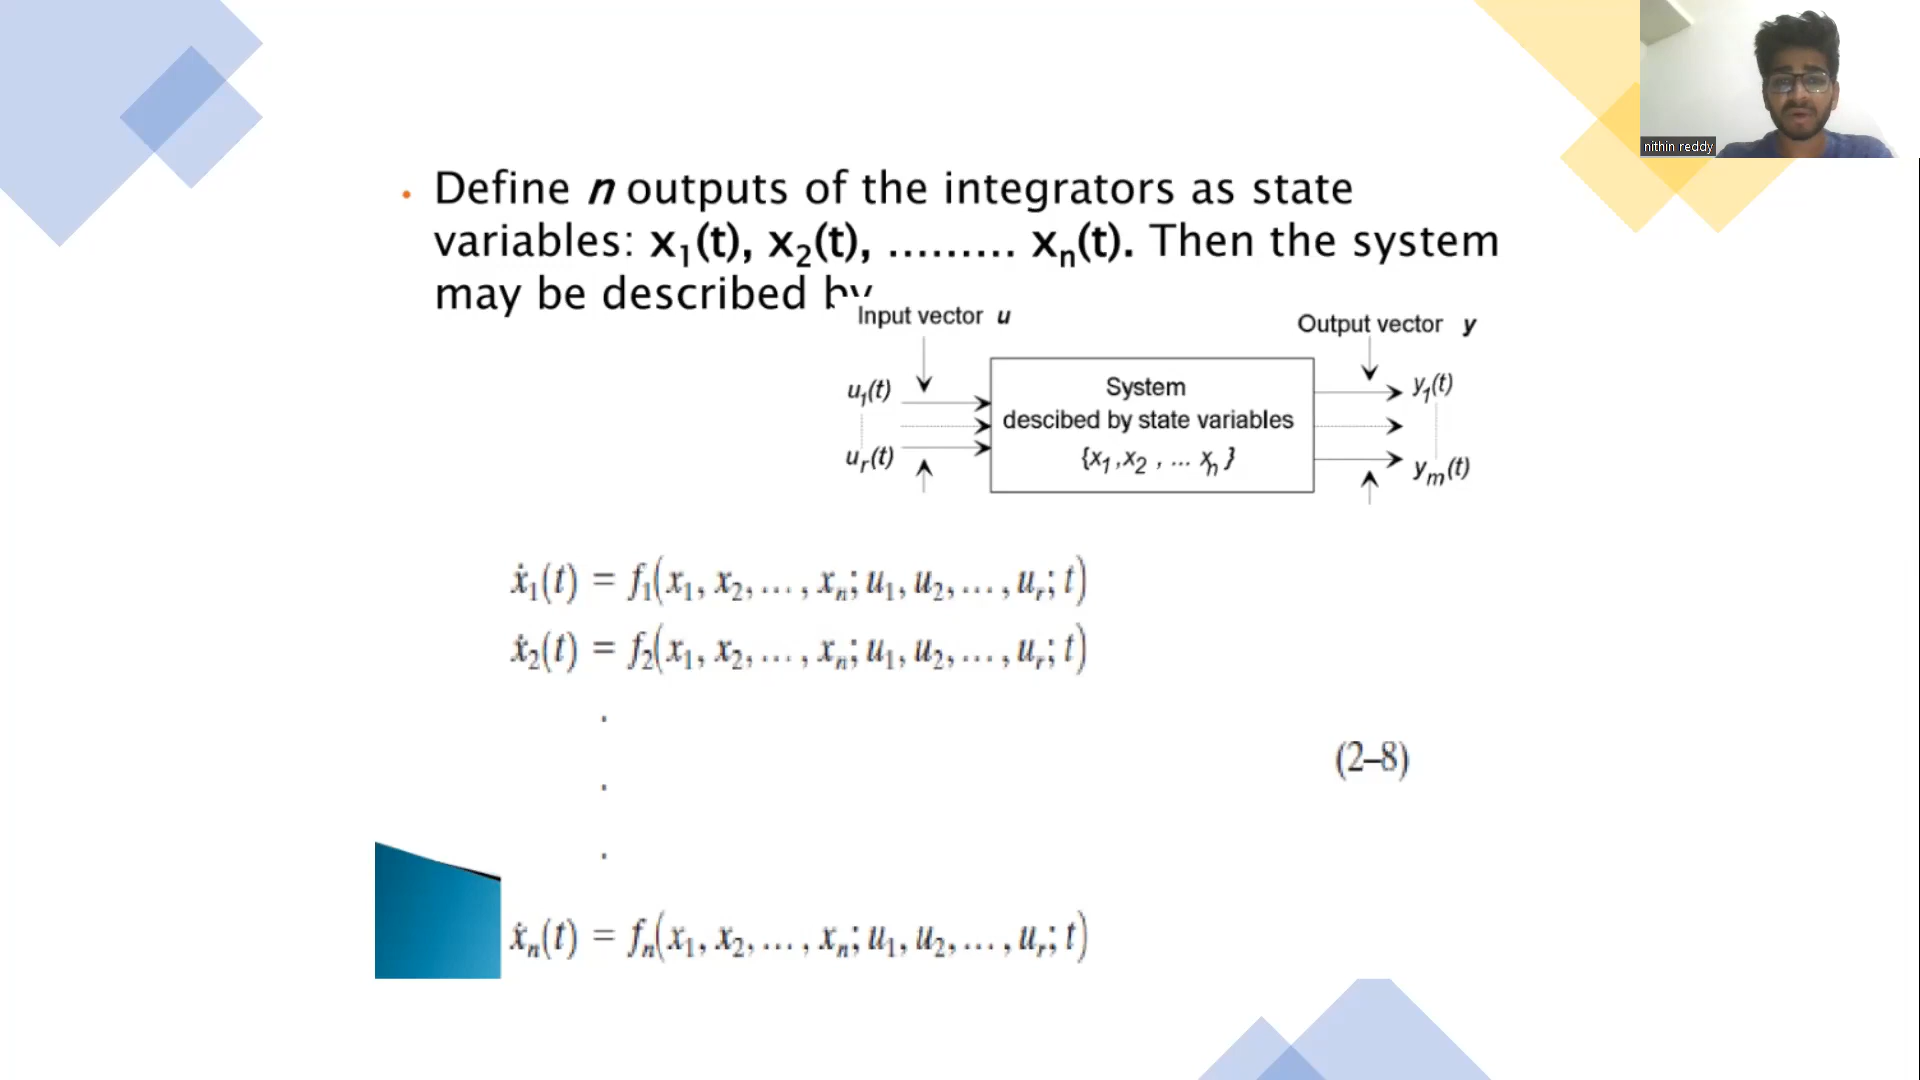 nithin reddy
• Define n outputs of the integrators as state
variables: x₁(t), x₂(t), ......... xₙ(t). Then the system
may be described by
Input vector u
Output vector y
u₁(t)
uᵣ(t)
System
descibed by state variables
{x₁ ,x₂ , ... xₙ }
y₁(t)
yₘ(t)
ẋ₁(t) = f₁(x₁, x₂, ... , xₙ; u₁, u₂, ... , uᵣ; t)
ẋ₂(t) = f₂(x₁, x₂, ... , xₙ; u₁, u₂, ... , uᵣ; t)
.
.
.
(2–8)
ẋₙ(t) = fₙ(x₁, x₂, ... , xₙ; u₁, u₂, ... , uᵣ; t)